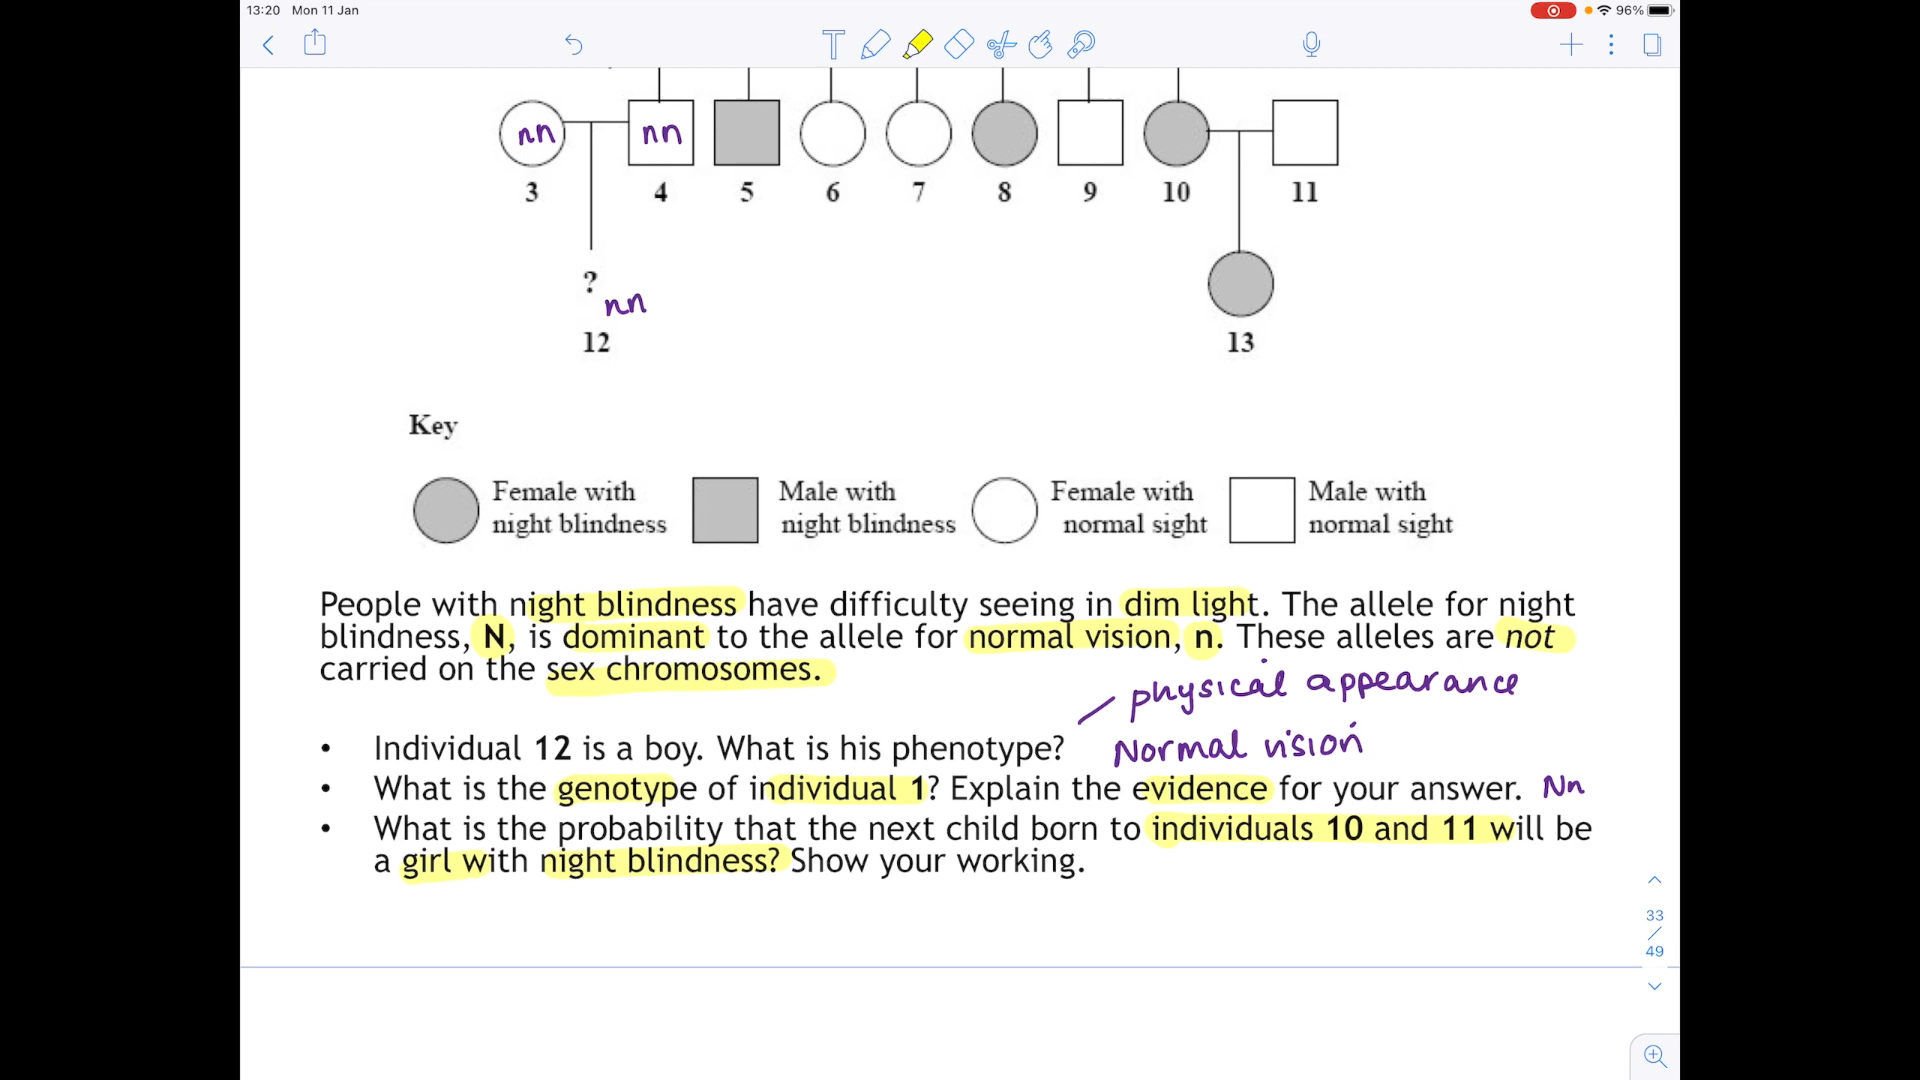 13:20 Mon 11 Jan
96%
T
nn nn
3 4 5 6 7 8 9 10 11
?
nn
12 13
Key
Female with Male with Female with Male with
night blindness night blindness normal sight normal sight
People with night blindness have difficulty seeing in dim light. The allele for night
blindness, N, is dominant to the allele for normal vision, n. These alleles are not
carried on the sex chromosomes.
physical appearance
• Individual 12 is a boy. What is his phenotype? Normal vision
• What is the genotype of individual 1? Explain the evidence for your answer. Nn
• What is the probability that the next child born to individuals 10 and 11 will be
a girl with night blindness? Show your working.
33
/
49